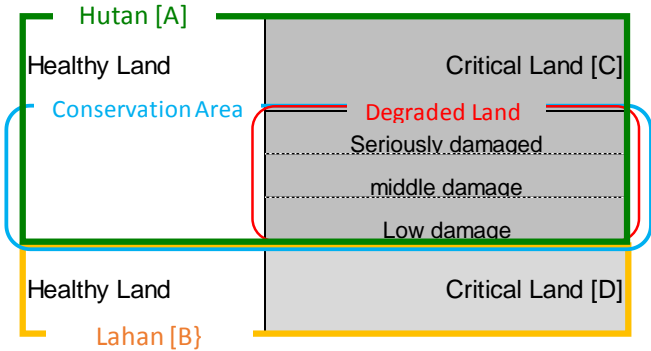 Hutan [A]
Healthy Land
Critical Land [C]
Conservation Area
Degraded Land
Seriously damaged
middle damage
Low damage
Healthy Land
Critical Land [D]
Lahan [B}